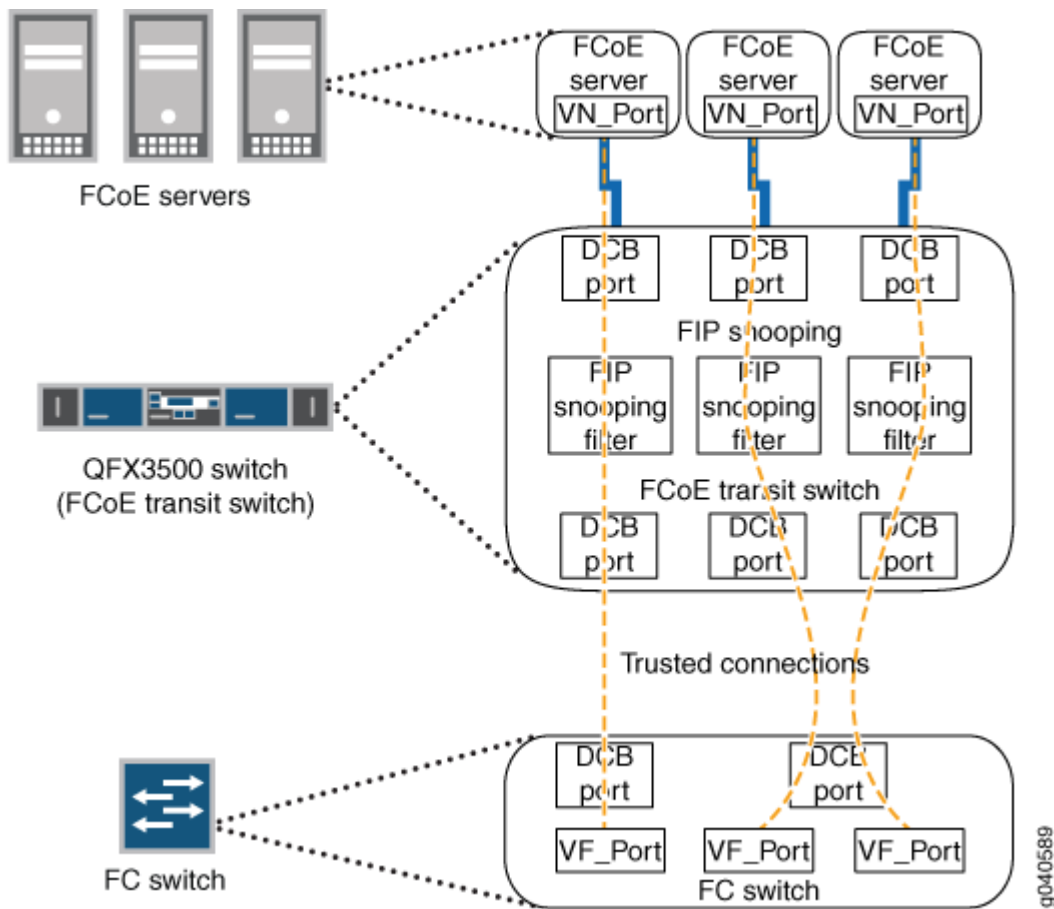 FCoE
server
VN_Port
FCoE
server
VN_Port
FCoE
server
VN_Port
FCoE servers
DCB
port
DCB
port
DCB
port
FIP snooping
FIP
snooping
filter
FIP
snooping
filter
FIP
snooping
filter
QFX3500 switch
(FCoE transit switch)
FCoE transit switch
DCB
port
DCB
port
DCB
port
Trusted connections
DCB
port
DCB
port
VF_Port
VF_Port
VF_Port
FC switch
FC switch
g040589